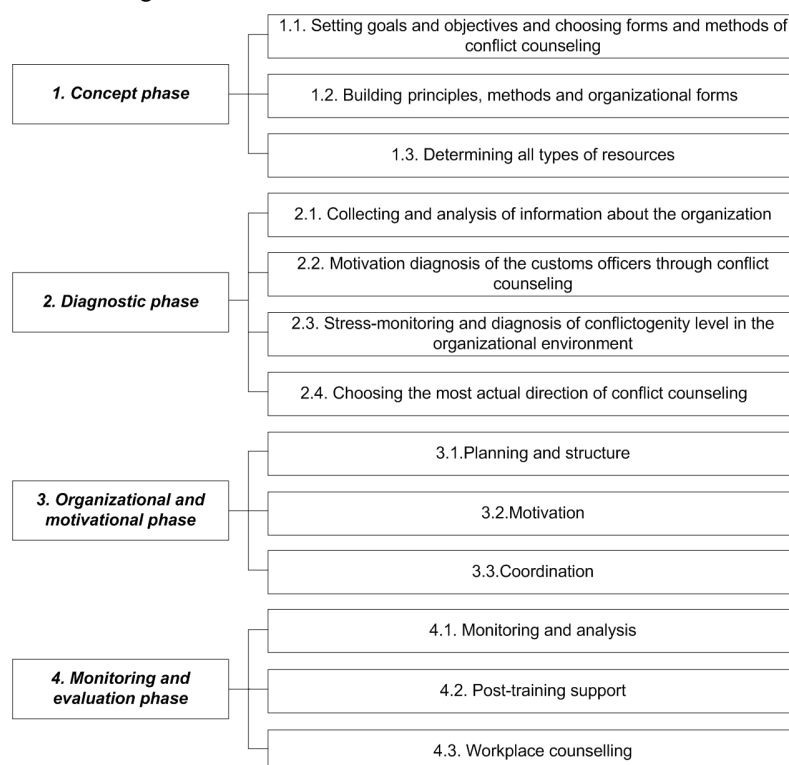 1. Concept phase
1.1. Setting goals and objectives and choosing forms and methods of
conflict counseling
1.2. Building principles, methods and organizational forms
1.3. Determining all types of resources
2. Diagnostic phase
2.1. Collecting and analysis of information about the organization
2.2. Motivation diagnosis of the customs officers through conflict
counseling
2.3. Stress-monitoring and diagnosis of conflictogenity level in the
organizational environment
2.4. Choosing the most actual direction of conflict counseling
3. Organizational and
motivational phase
3.1.Planning and structure
3.2.Motivation
3.3.Coordination
4. Monitoring and
evaluation phase
4.1. Monitoring and analysis
4.2. Post-training support
4.3. Workplace counselling